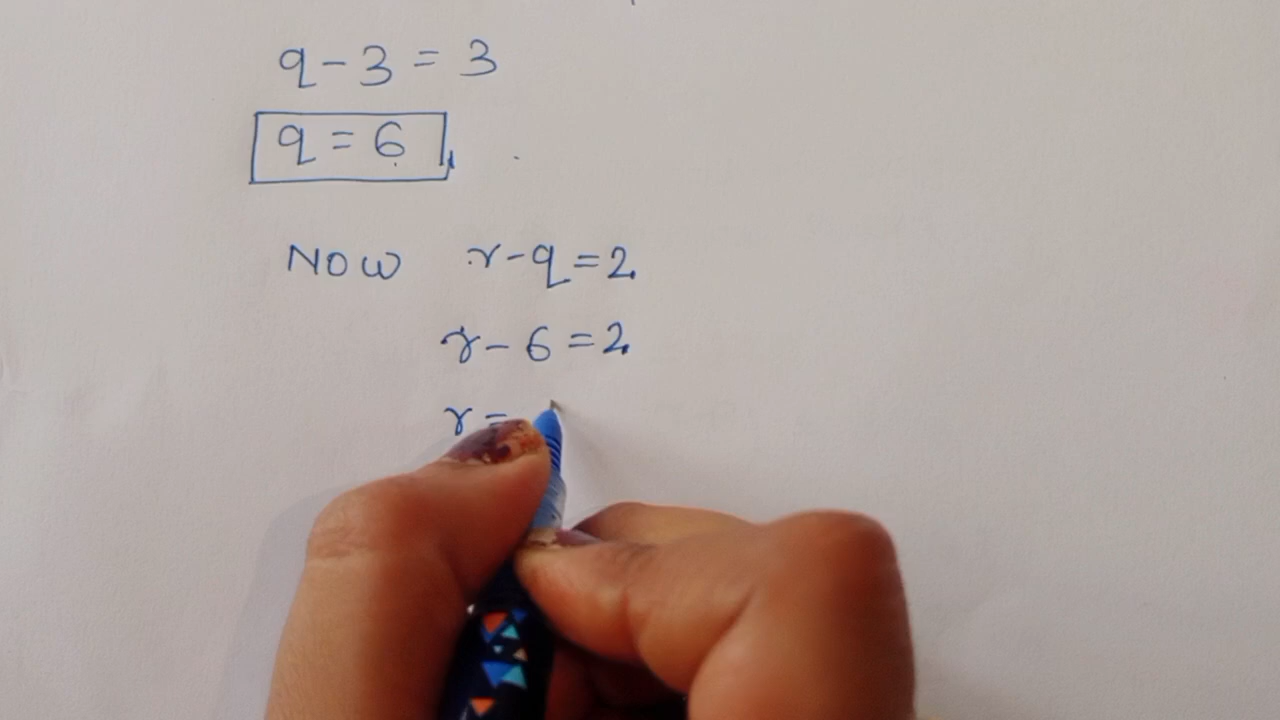 q - 3 = 3
q = 6
Now r - q = 2
r - 6 = 2
r =